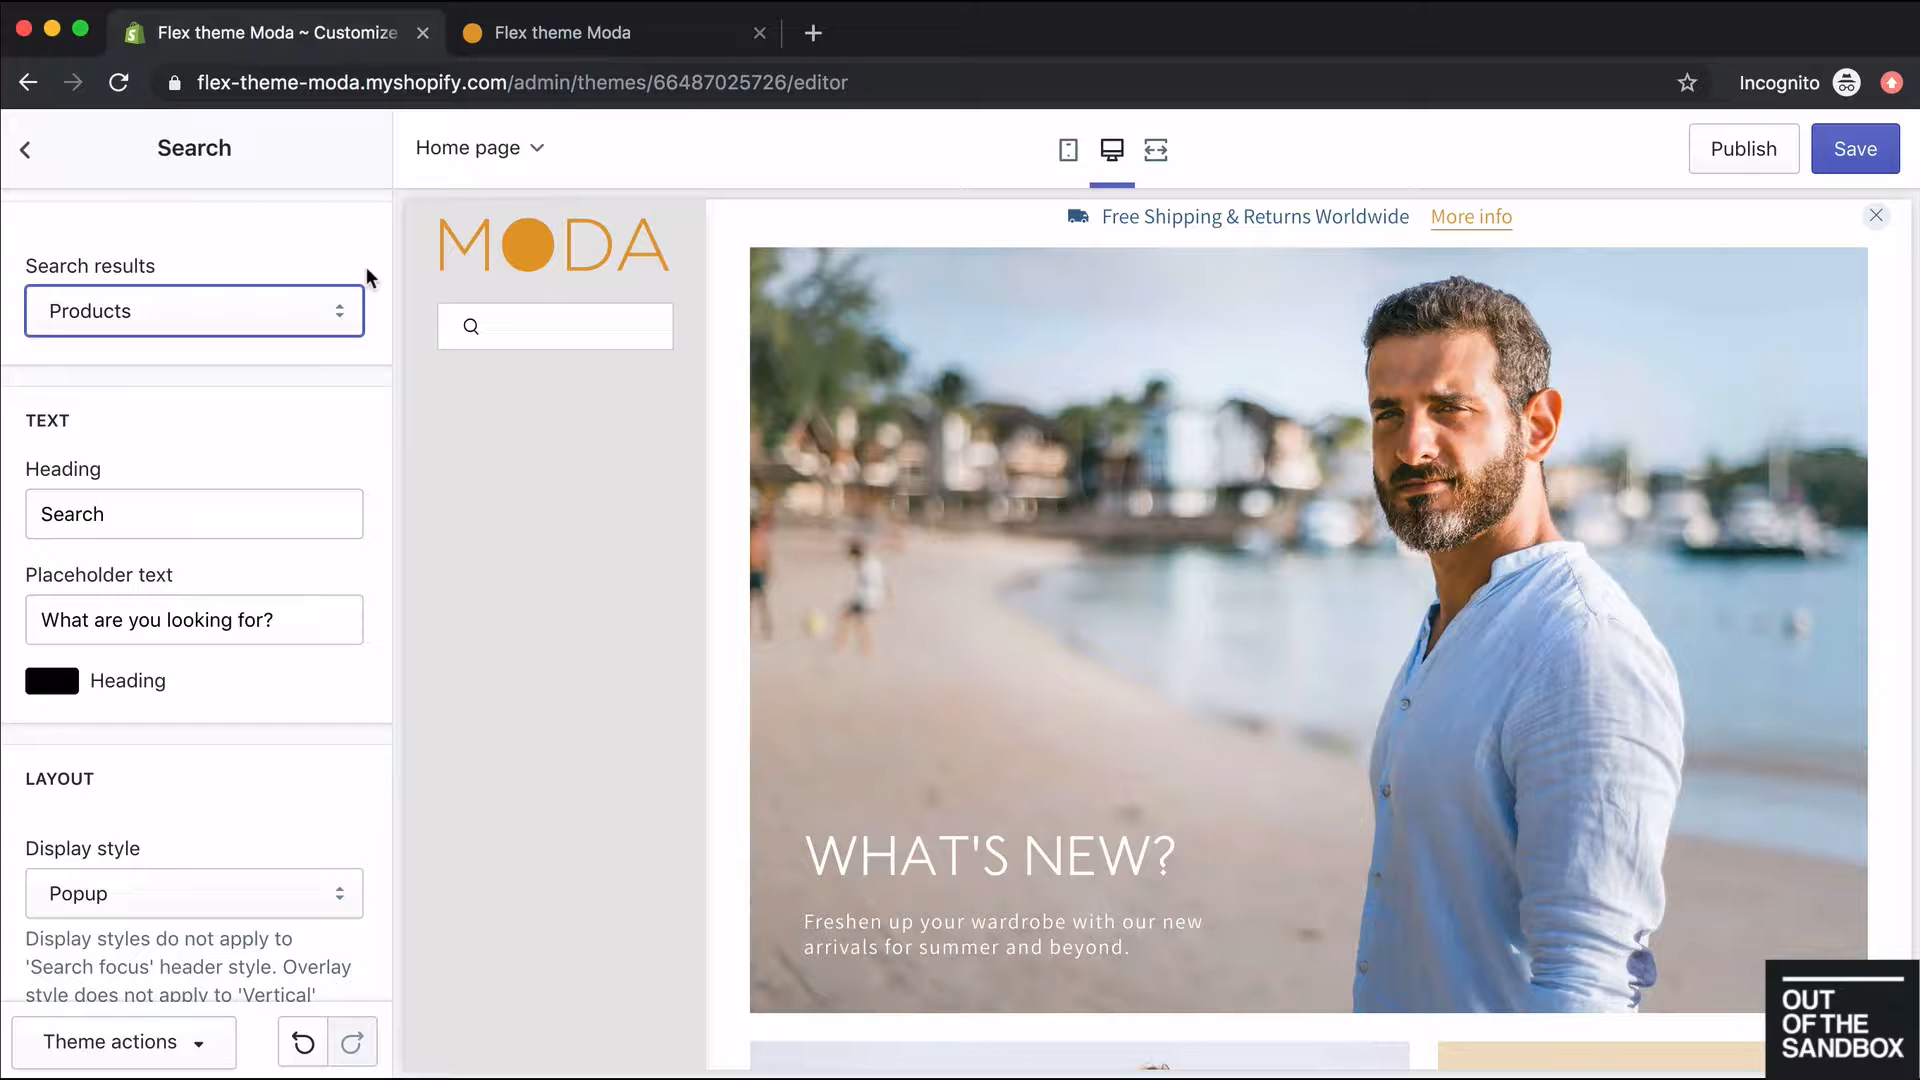 Flex theme Moda ~ Customize
Flex theme Moda
flex-theme-moda.myshopify.com/admin/themes/66487025726/editor
Incognito
Search
Home page
Publish
Save
Search results
Products
TEXT
Heading
Search
Placeholder text
What are you looking for?
Heading
LAYOUT
Display style
Popup
Display styles do not apply to
'Search focus' header style. Overlay
style does not apply to 'Vertical'
Theme actions
MODA
Free Shipping & Returns Worldwide More info
WHAT'S NEW?
Freshen up your wardrobe with our new
arrivals for summer and beyond.
OUT
OF THE
SANDBOX